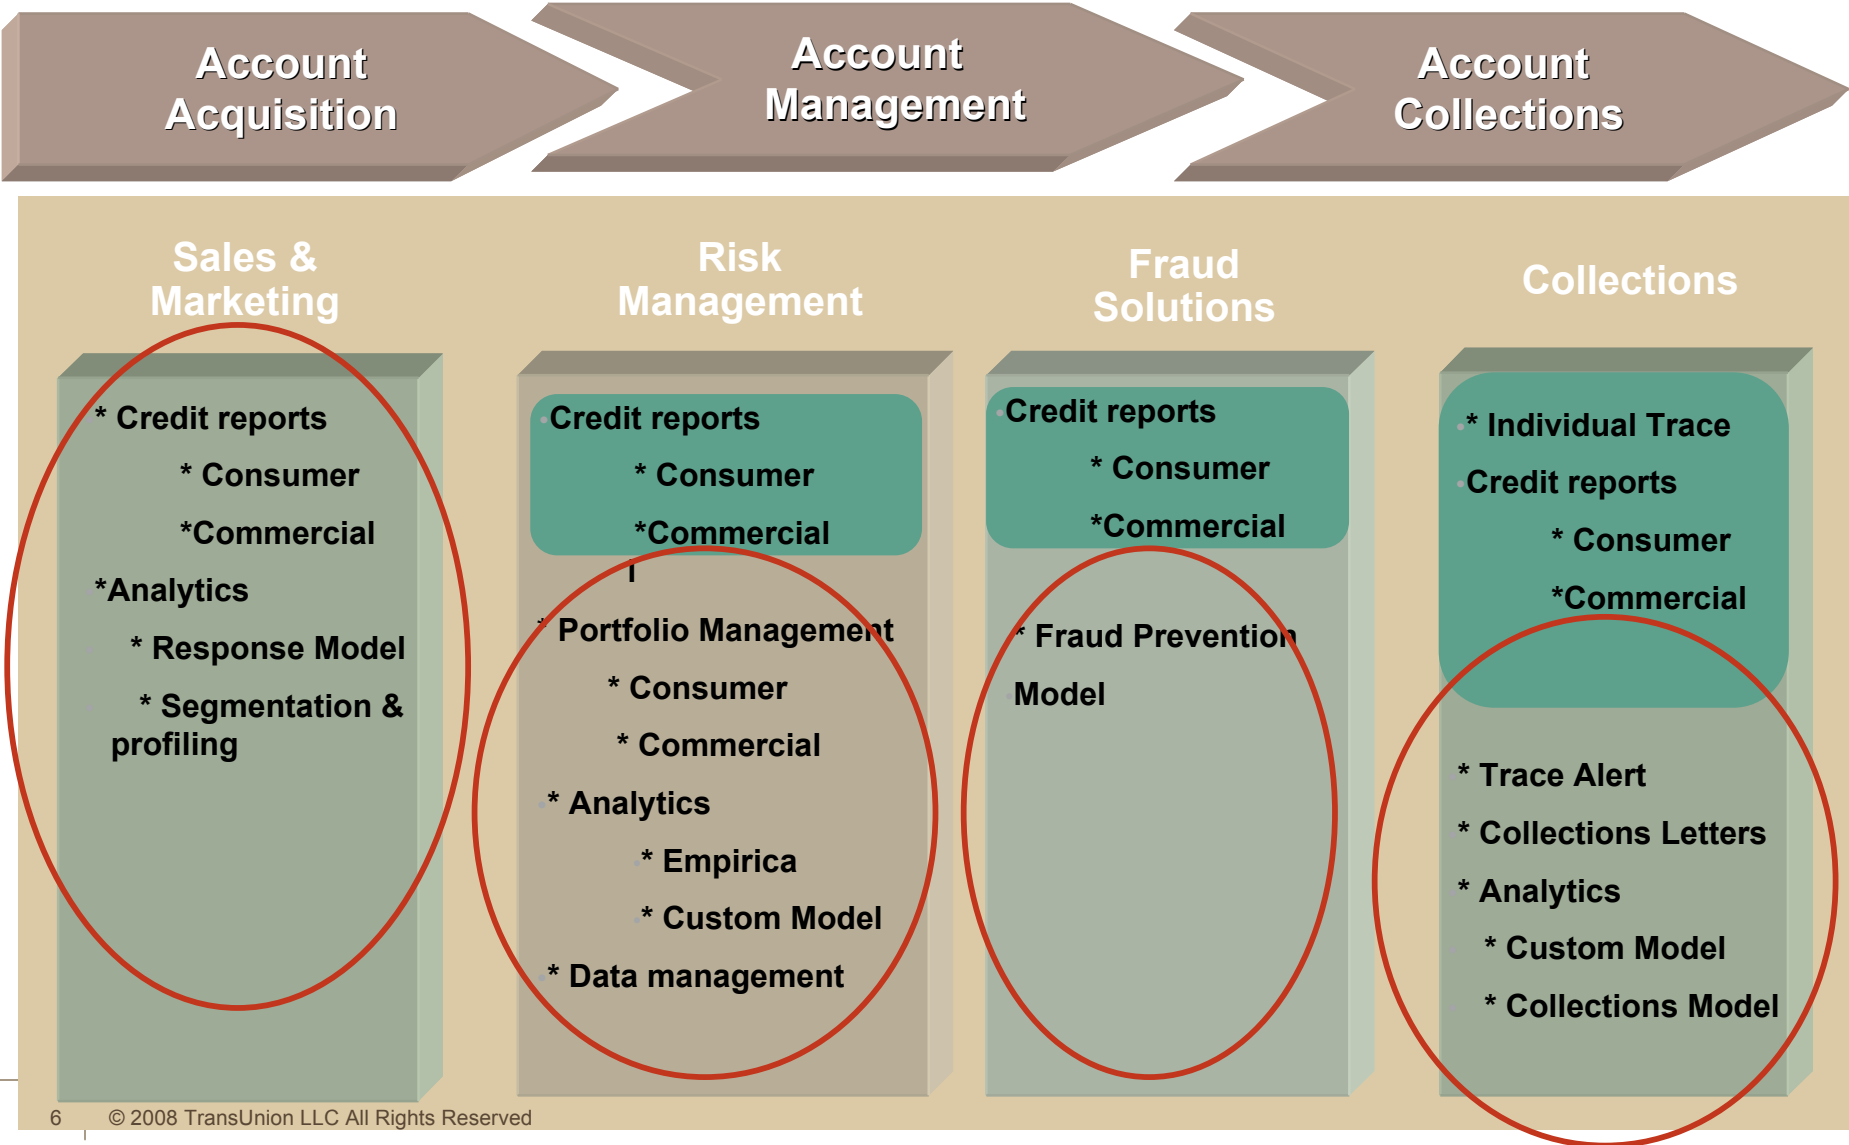 Account
Acquisition
Account
Management
Account
Collections
Sales &
Marketing
* Credit reports
* Consumer
*Commercial
*Analytics
* Response Model
* Segmentation &
profiling
Risk
Management
•Credit reports
* Consumer
*Commercial
l
* Portfolio Management
* Consumer
* Commercial
•* Analytics
•* Empirica
•* Custom Model
•* Data management
Fraud
Solutions
•Credit reports
* Consumer
*Commercial
* Fraud Prevention
•Model
Collections
•* Individual Trace
•Credit reports
* Consumer
*Commercial
* Trace Alert
* Collections Letters
* Analytics
* Custom Model
* Collections Model
6 © 2008 TransUnion LLC All Rights Reserved